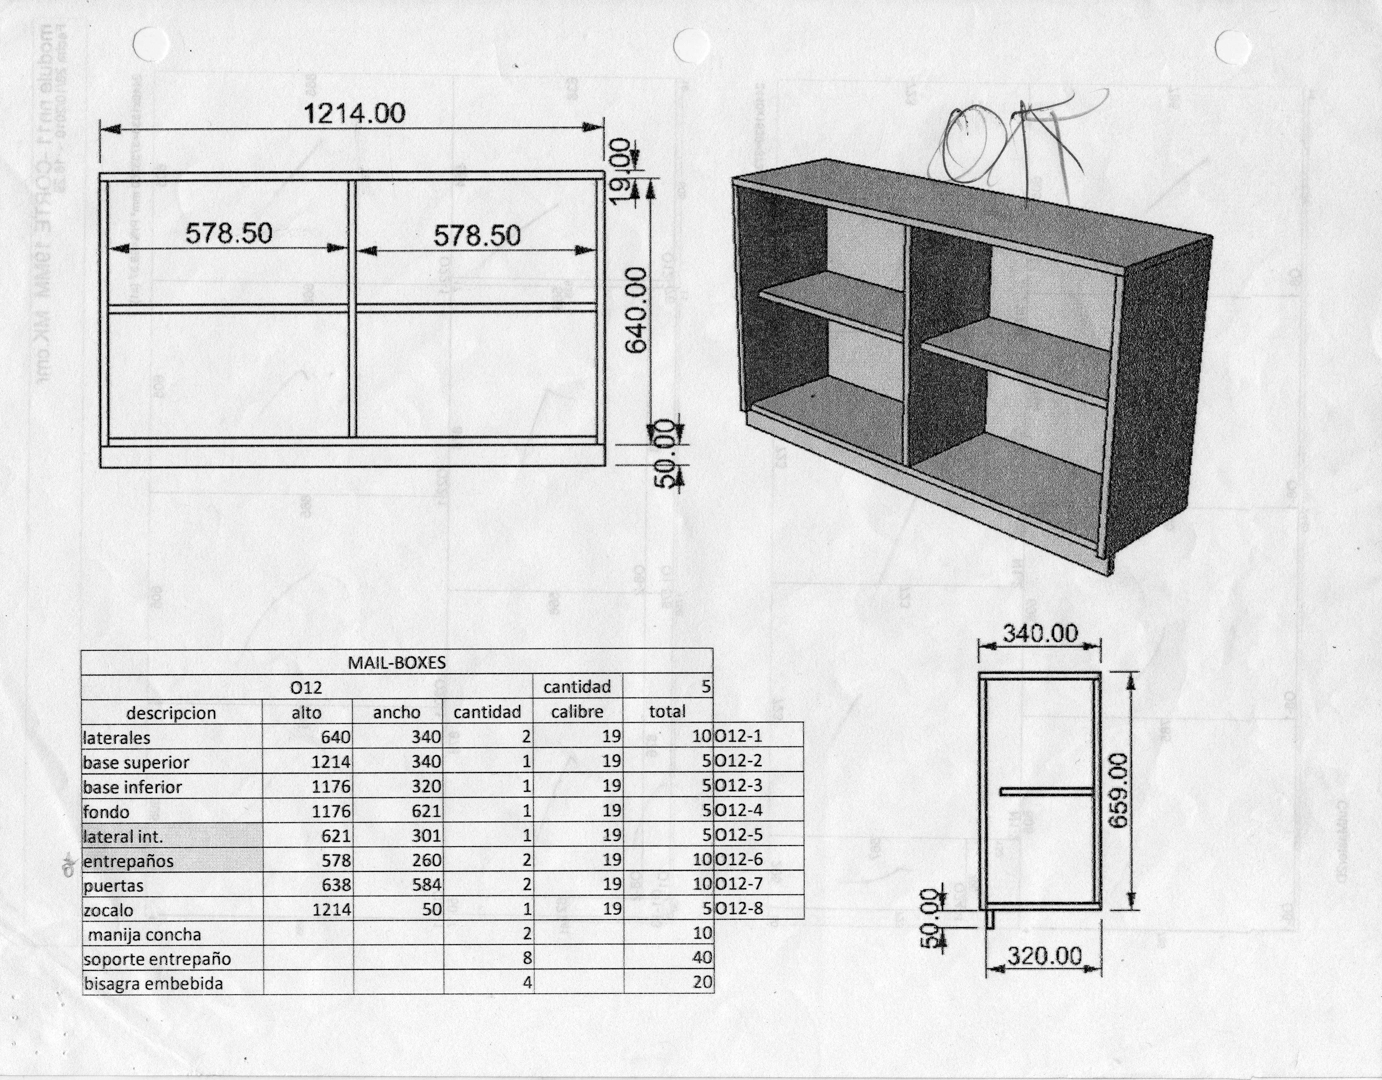 1214.00
19.00
578.50
578.50
640.00
50.00
OK
340.00
659.00
50.00
320.00
MAIL-BOXES
O12 cantidad 5
descripcion alto ancho cantidad calibre total
laterales 640 340 2 19 10 O12-1
base superior 1214 340 1 19 5 O12-2
base inferior 1176 320 1 19 5 O12-3
fondo 1176 621 1 19 5 O12-4
lateral int. 621 301 1 19 5 O12-5
entrepaños 578 260 2 19 10 O12-6
puertas 638 584 2 19 10 O12-7
zocalo 1214 50 1 19 5 O12-8
manija concha 2 10
soporte entrepaño 8 40
bisagra embebida 4 20